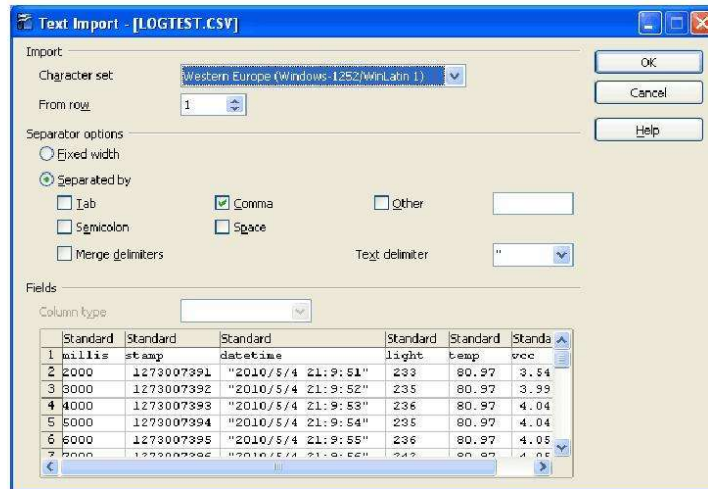 Text Import - [LOGTEST.CSV]
Import
Character set Western Europe (Windows-1252/WinLatin 1)
From row 1
OK
Cancel
Help
Separator options
Fixed width
Separated by
Tab Comma Other
Semicolon Space
Merge delimiters Text delimiter "
Fields
Column type
Standard Standard Standard Standard Standard Standa
1 millis stamp datetime light temp vcc
2 2000 1273007391 "2010/5/4 21:9:51" 233 80.97 3.54
3 3000 1273007392 "2010/5/4 21:9:52" 235 80.97 3.99
4 4000 1273007393 "2010/5/4 21:9:53" 236 80.97 4.04
5 5000 1273007394 "2010/5/4 21:9:54" 235 80.97 4.04
6 6000 1273007395 "2010/5/4 21:9:55" 236 80.97 4.05